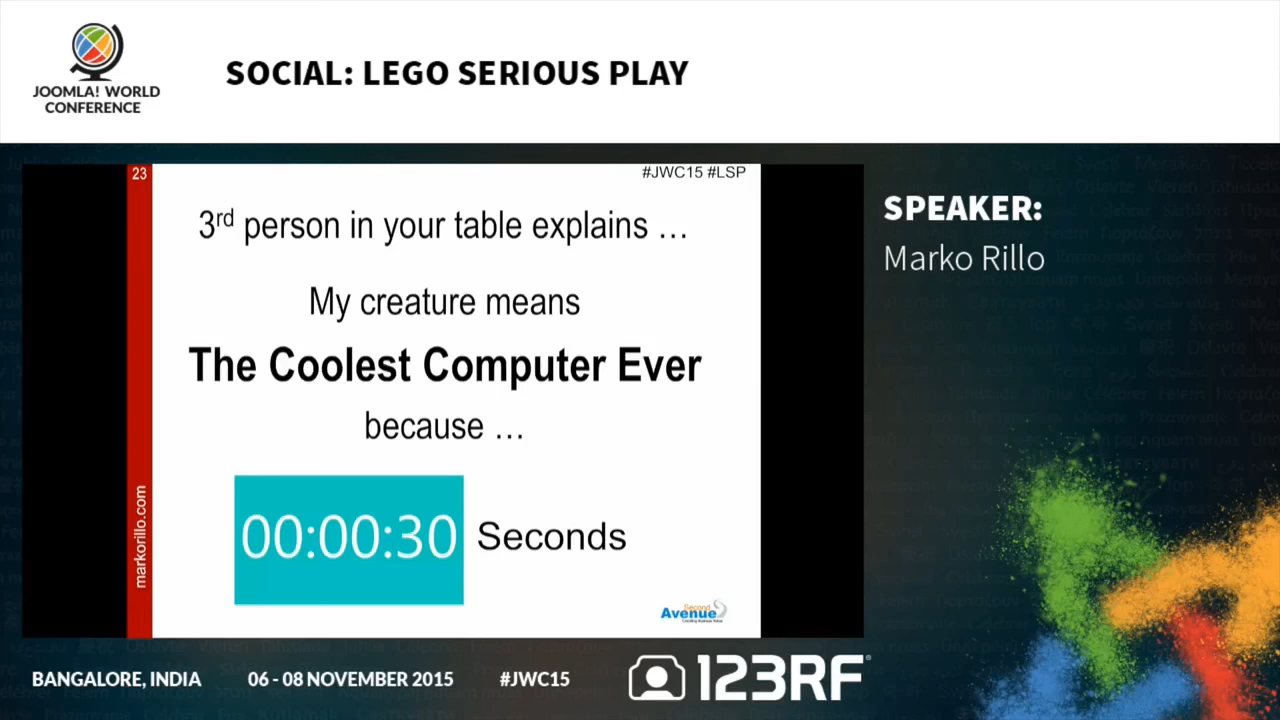 JOOMLA! WORLD
CONFERENCE
SOCIAL: LEGO SERIOUS PLAY
23
#JWC15 #LSP
3rd person in your table explains …
My creature means
The Coolest Computer Ever
because …
00:00:30 Seconds
markorillo.com
Second
Avenue
SPEAKER:
Marko Rillo
BANGALORE, INDIA
06 - 08 NOVEMBER 2015
#JWC15
123RF